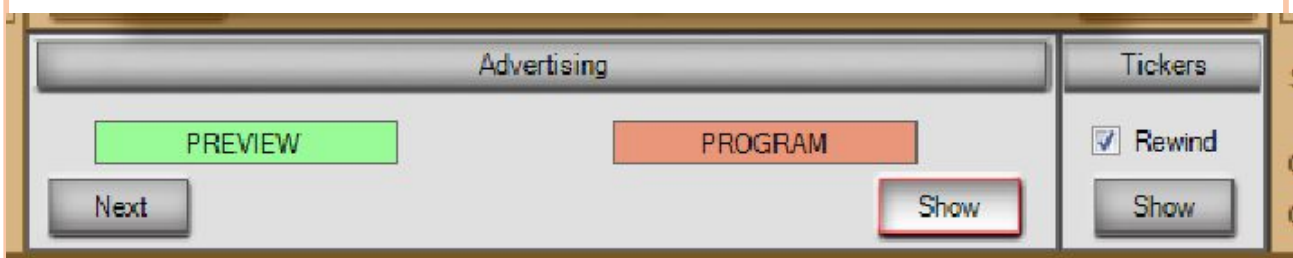 Advertising
Tickers
PREVIEW
PROGRAM
Rewind
Next
Show
Show